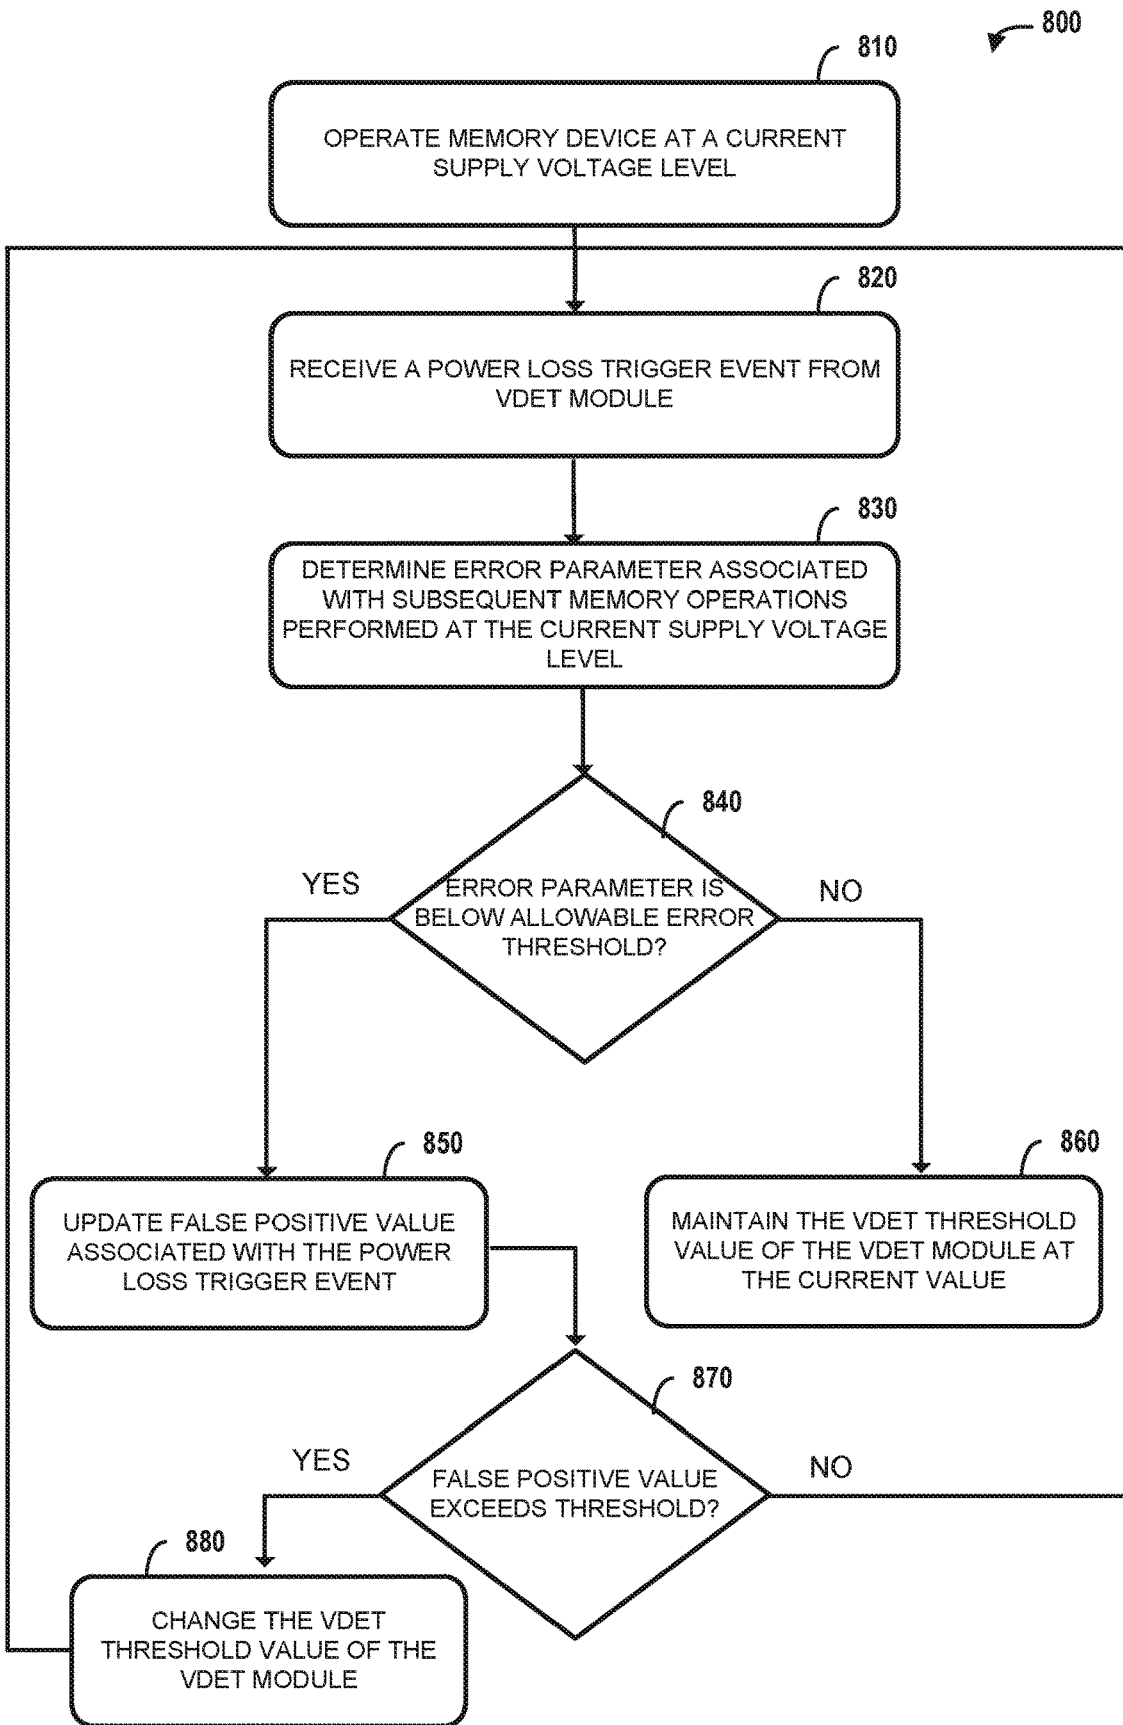 800
810
OPERATE MEMORY DEVICE AT A CURRENT
SUPPLY VOLTAGE LEVEL
820
RECEIVE A POWER LOSS TRIGGER EVENT FROM
VDET MODULE
830
DETERMINE ERROR PARAMETER ASSOCIATED
WITH SUBSEQUENT MEMORY OPERATIONS
PERFORMED AT THE CURRENT SUPPLY VOLTAGE
LEVEL
840
YES
NO
ERROR PARAMETER IS
BELOW ALLOWABLE ERROR
THRESHOLD?
850
UPDATE FALSE POSITIVE VALUE
ASSOCIATED WITH THE POWER
LOSS TRIGGER EVENT
860
MAINTAIN THE VDET THRESHOLD
VALUE OF THE VDET MODULE AT
THE CURRENT VALUE
870
YES
NO
FALSE POSITIVE VALUE
EXCEEDS THRESHOLD?
880
CHANGE THE VDET
THRESHOLD VALUE OF THE
VDET MODULE